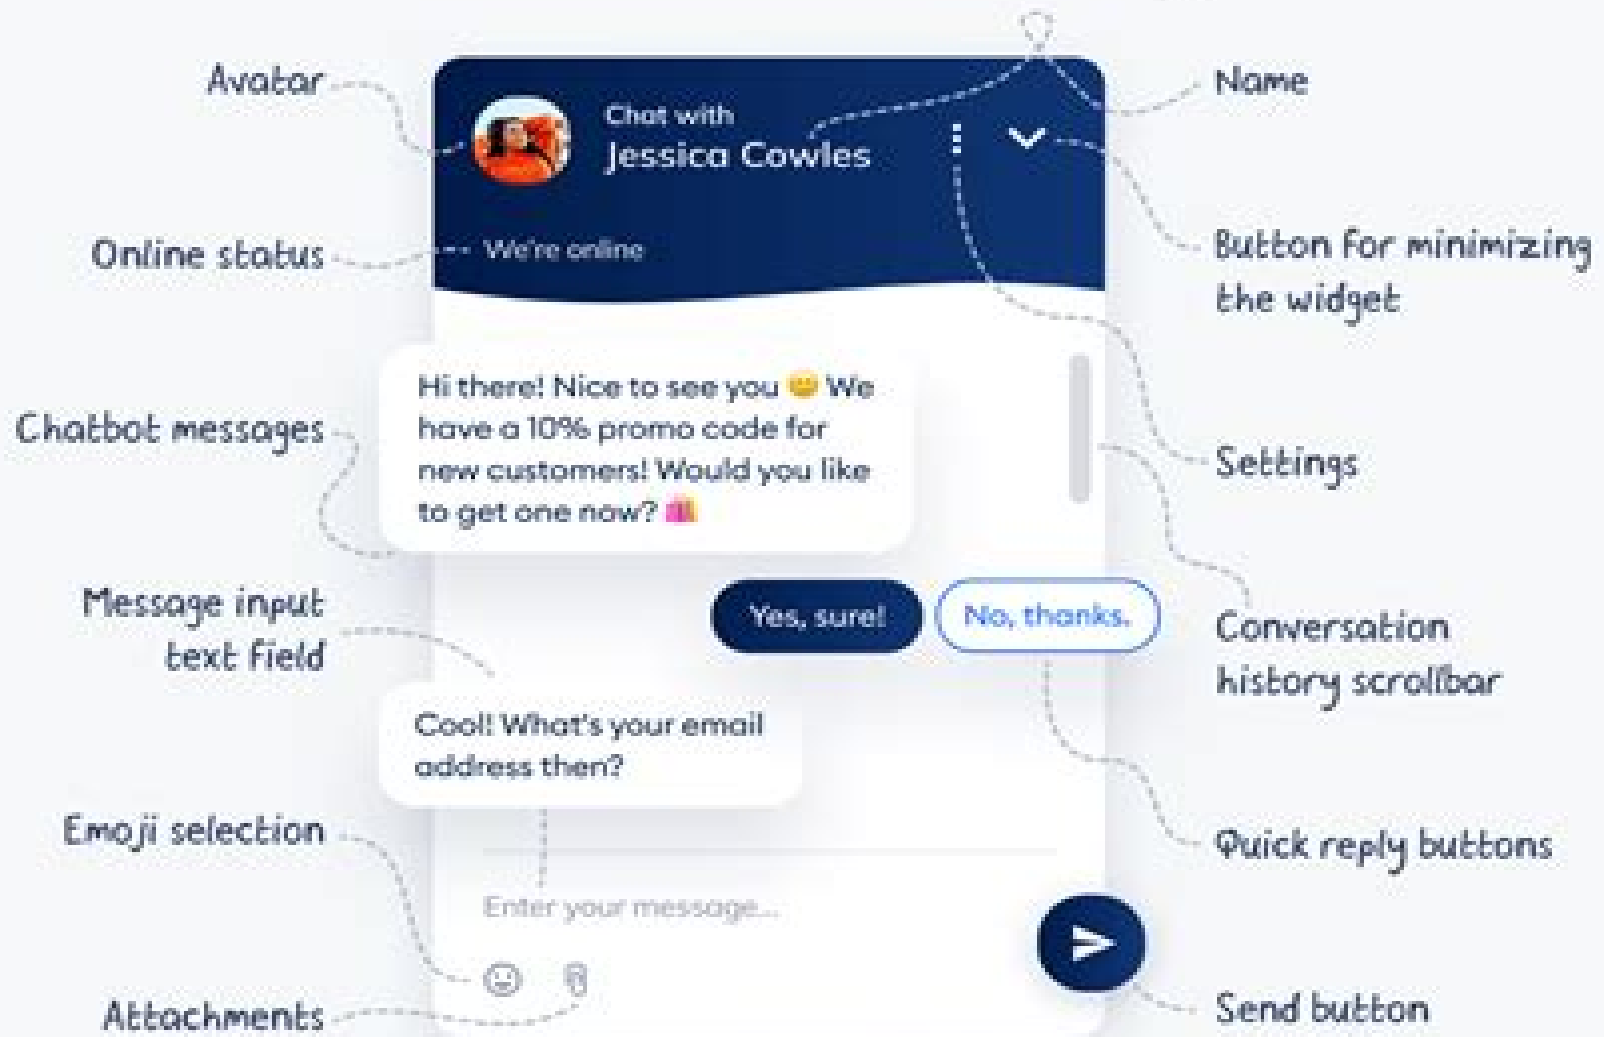 Avatar
Chat with
Jessica Cowles
Name
Online status
We're online
Button for minimizing
the widget
Chatbot messages
Hi there! Nice to see you 😊 We
have a 10% promo code for
new customers! Would you like
to get one now? 🛍️
Settings
Message input
text field
Yes, sure!
No, thanks.
Conversation
history scrollbar
Cool! What's your email
address then?
Emoji selection
Quick reply buttons
Enter your message...
Attachments
Send button